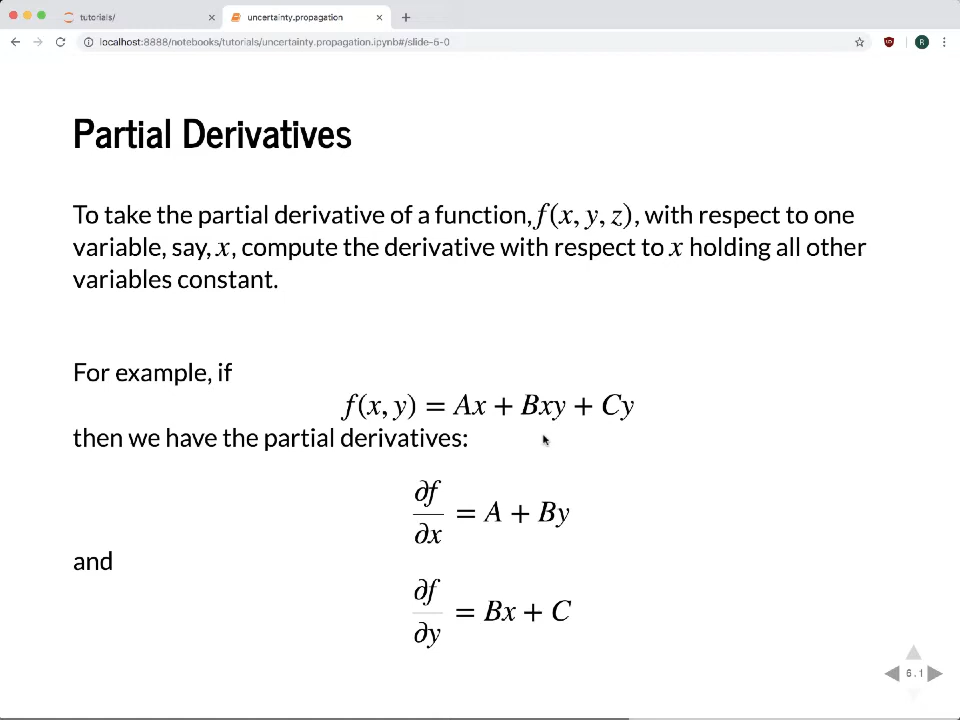 tutorials/
uncertainty.propagation
localhost:8888/notebooks/tutorials/uncertainty.propagation.ipynb#/slide-5-0
R
Partial Derivatives
To take the partial derivative of a function, f(x, y, z), with respect to one
variable, say, x, compute the derivative with respect to x holding all other
variables constant.
For example, if
f(x, y) = Ax + Bxy + Cy
then we have the partial derivatives:
∂f/∂x = A + By
and
∂f/∂y = Bx + C
6.1